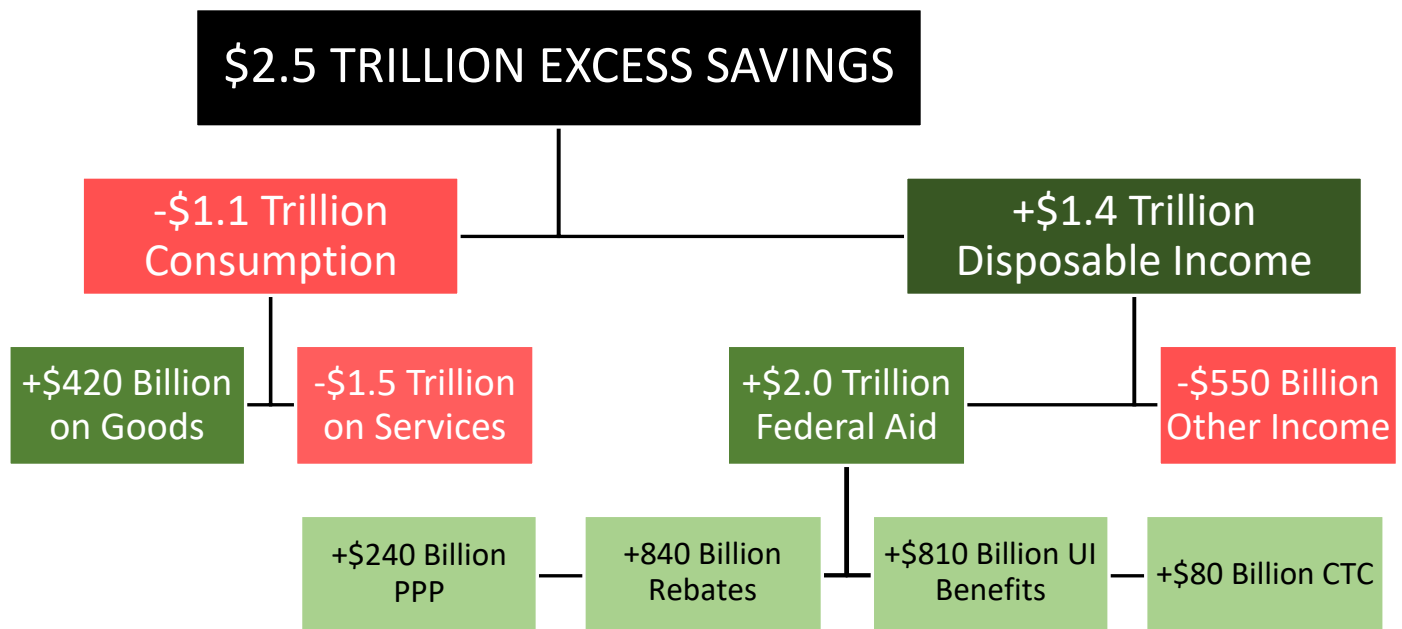 $2.5 TRILLION EXCESS SAVINGS
-$1.1 Trillion
Consumption
+$1.4 Trillion
Disposable Income
+$420 Billion
on Goods
-$1.5 Trillion
on Services
+$2.0 Trillion
Federal Aid
-$550 Billion
Other Income
+$240 Billion
PPP
+840 Billion
Rebates
+$810 Billion UI
Benefits
+$80 Billion CTC